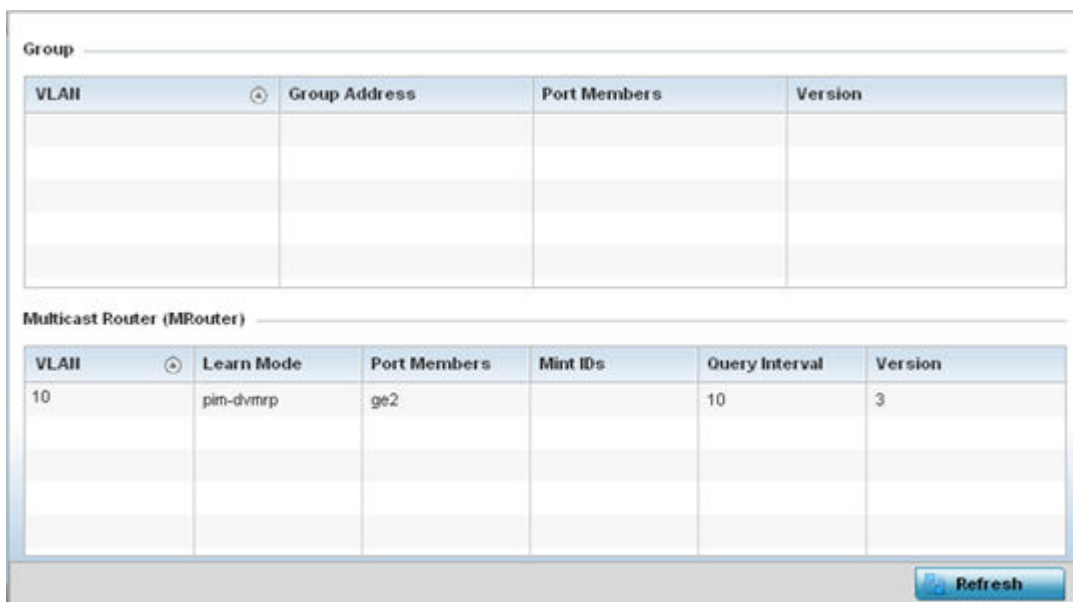 Group
VLAN Group Address Port Members Version
Multicast Router (MRouter)
VLAN Learn Mode Port Members Mint IDs Query Interval Version
10 pim-dvmrp ge2 10 3
Refresh